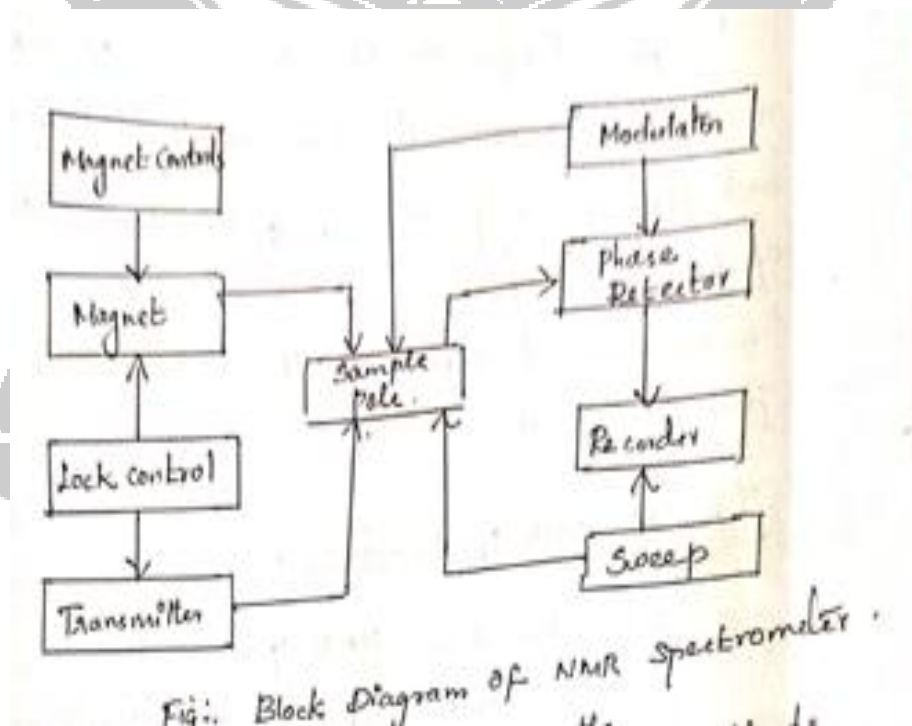 Magnet Controls
Modulator
Phase
Detector
Magnet
Sample
Pole.
Recorder
Lock control
Sweep
Transmitter
Fig:. Block Diagram of NMR spectrometer.
the